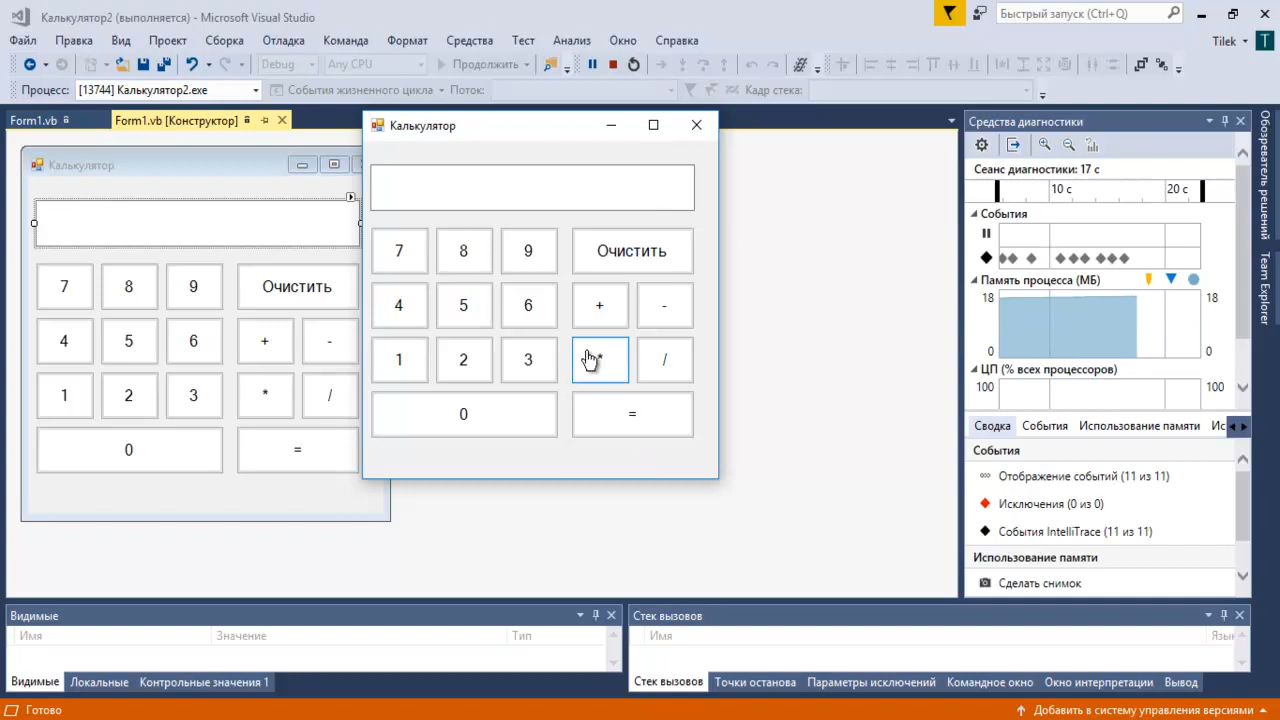 Калькулятор2 (выполняется) - Microsoft Visual Studio
Быстрый запуск (Ctrl+Q)
Файл Правка Вид Проект Сборка Отладка Команда Формат Средства Тест Анализ Окно Справка
Tilek T
Debug Any CPU Продолжить
Процесс: [13744] Калькулятор2.exe События жизненного цикла Поток: Кадр стека:
Form1.vb Form1.vb [Конструктор]
Калькулятор
7 8 9 Очистить
4 5 6 + -
1 2 3 * /
0 =
Калькулятор
7 8 9 Очистить
4 5 6 + -
1 2 3 * /
0 =
Средства диагностики
Сеанс диагностики: 17 с
10 с 20 с
События
Память процесса (МБ)
18 18
0 0
ЦП (% всех процессоров)
100 100
Сводка События Использование памяти Ис
События
Отображение событий (11 из 11)
Исключения (0 из 0)
События IntelliTrace (11 из 11)
Использование памяти
Сделать снимок
Обозреватель решений
Team Explorer
Видимые
Имя Значение Тип
Видимые Локальные Контрольные значения 1
Стек вызовов
Имя Язы
Стек вызовов Точки останова Параметры исключений Командное окно Окно интерпретации Вывод
Готово
Добавить в систему управления версиями